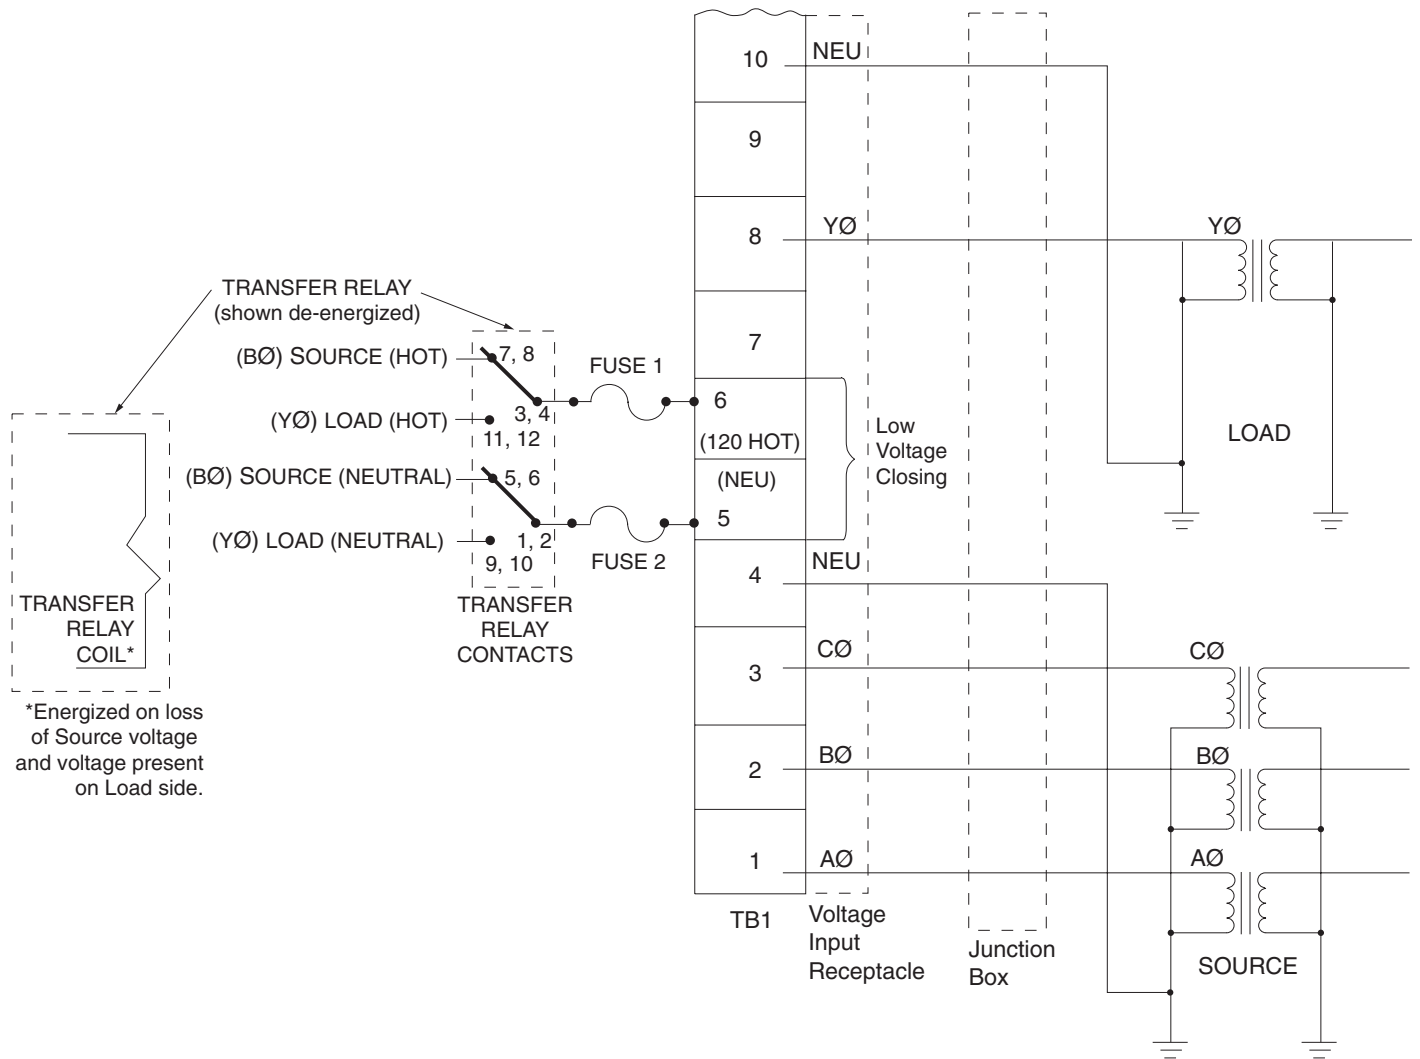 10
NEU
9
8
YØ
YØ
TRANSFER RELAY
(shown de-energized)
7
(BØ) SOURCE (HOT)
7, 8
FUSE 1
6
(YØ) LOAD (HOT)
3, 4
11, 12
(120 HOT)
Low
Voltage
Closing
LOAD
(BØ) SOURCE (NEUTRAL)
5, 6
(NEU)
5
(YØ) LOAD (NEUTRAL)
1, 2
9, 10
FUSE 2
NEU
4
TRANSFER
RELAY
COIL*
TRANSFER
RELAY
CONTACTS
3
CØ
CØ
*Energized on loss
of Source voltage
and voltage present
on Load side.
2
BØ
BØ
1
AØ
AØ
TB1
Voltage
Input
Receptacle
Junction
Box
SOURCE